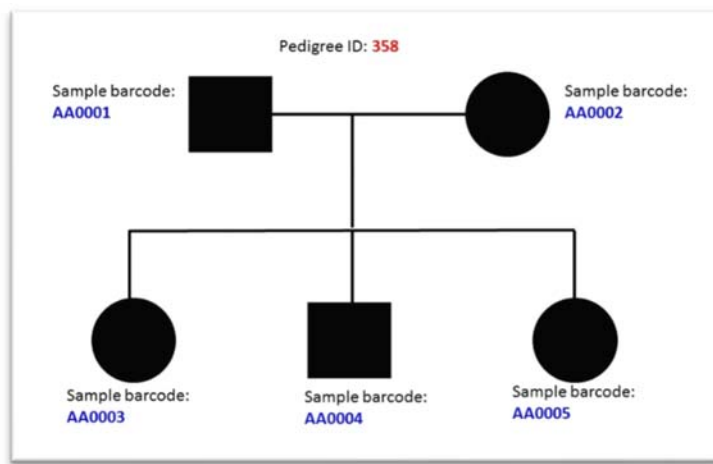 Pedigree ID: 358
Sample barcode:
AA0001
Sample barcode:
AA0002
Sample barcode:
AA0003
Sample barcode:
AA0004
Sample barcode:
AA0005